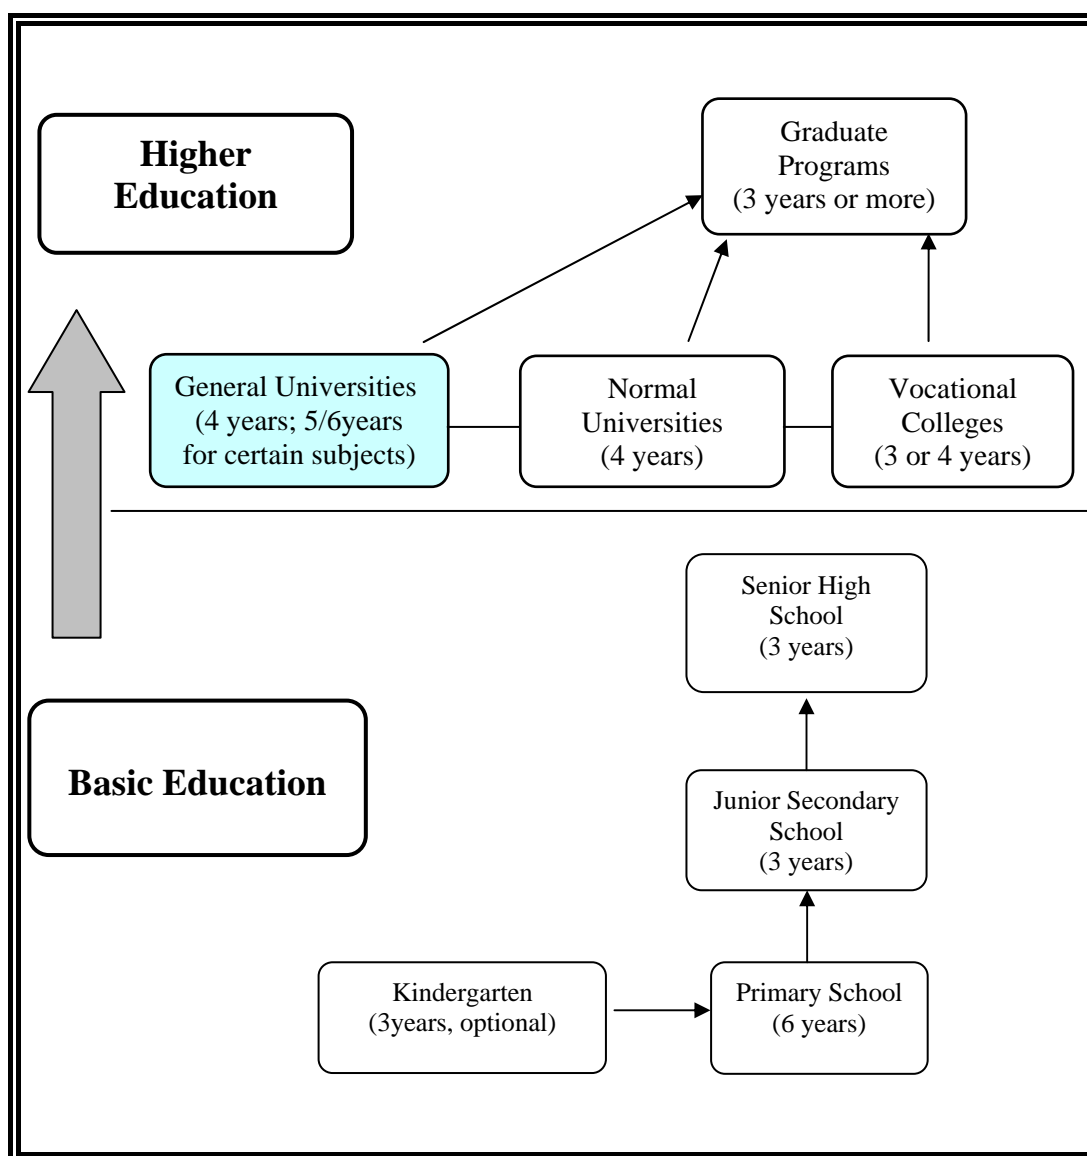 Higher
Education
Graduate
Programs
(3 years or more)
General Universities
(4 years; 5/6years
for certain subjects)
Normal
Universities
(4 years)
Vocational
Colleges
(3 or 4 years)
Senior High
School
(3 years)
Basic Education
Junior Secondary
School
(3 years)
Kindergarten
(3years, optional)
Primary School
(6 years)